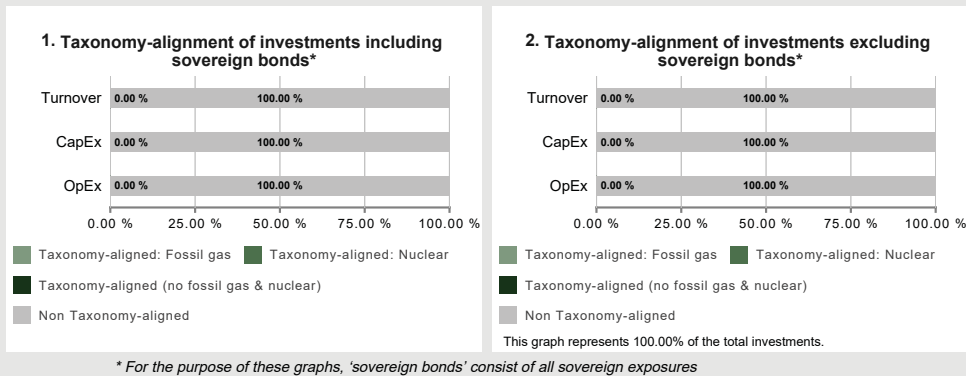 1. Taxonomy-alignment of investments including
sovereign bonds*
Turnover 0.00 % 100.00 %
CapEx 0.00 % 100.00 %
OpEx 0.00 % 100.00 %
0.00 % 25.00 % 50.00 % 75.00 % 100.00 %
Taxonomy-aligned: Fossil gas Taxonomy-aligned: Nuclear
Taxonomy-aligned (no fossil gas & nuclear)
Non Taxonomy-aligned
2. Taxonomy-alignment of investments excluding
sovereign bonds*
Turnover 0.00 % 100.00 %
CapEx 0.00 % 100.00 %
OpEx 0.00 % 100.00 %
0.00 % 25.00 % 50.00 % 75.00 % 100.00 %
Taxonomy-aligned: Fossil gas Taxonomy-aligned: Nuclear
Taxonomy-aligned (no fossil gas & nuclear)
Non Taxonomy-aligned
This graph represents 100.00% of the total investments.
* For the purpose of these graphs, ‘sovereign bonds’ consist of all sovereign exposures